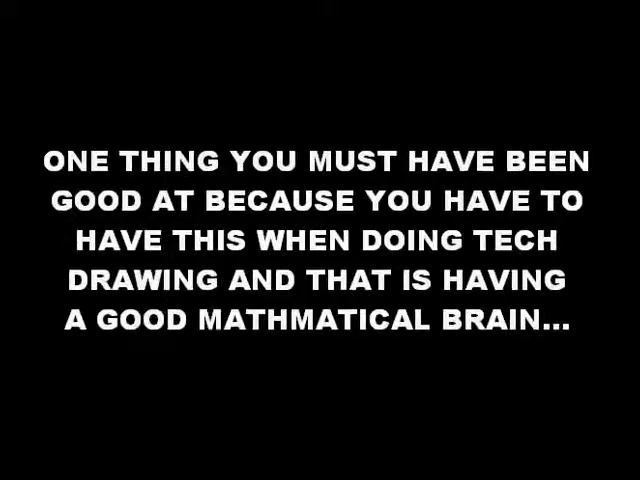 ONE THING YOU MUST HAVE BEEN
GOOD AT BECAUSE YOU HAVE TO
HAVE THIS WHEN DOING TECH
DRAWING AND THAT IS HAVING
A GOOD MATHMATICAL BRAIN...